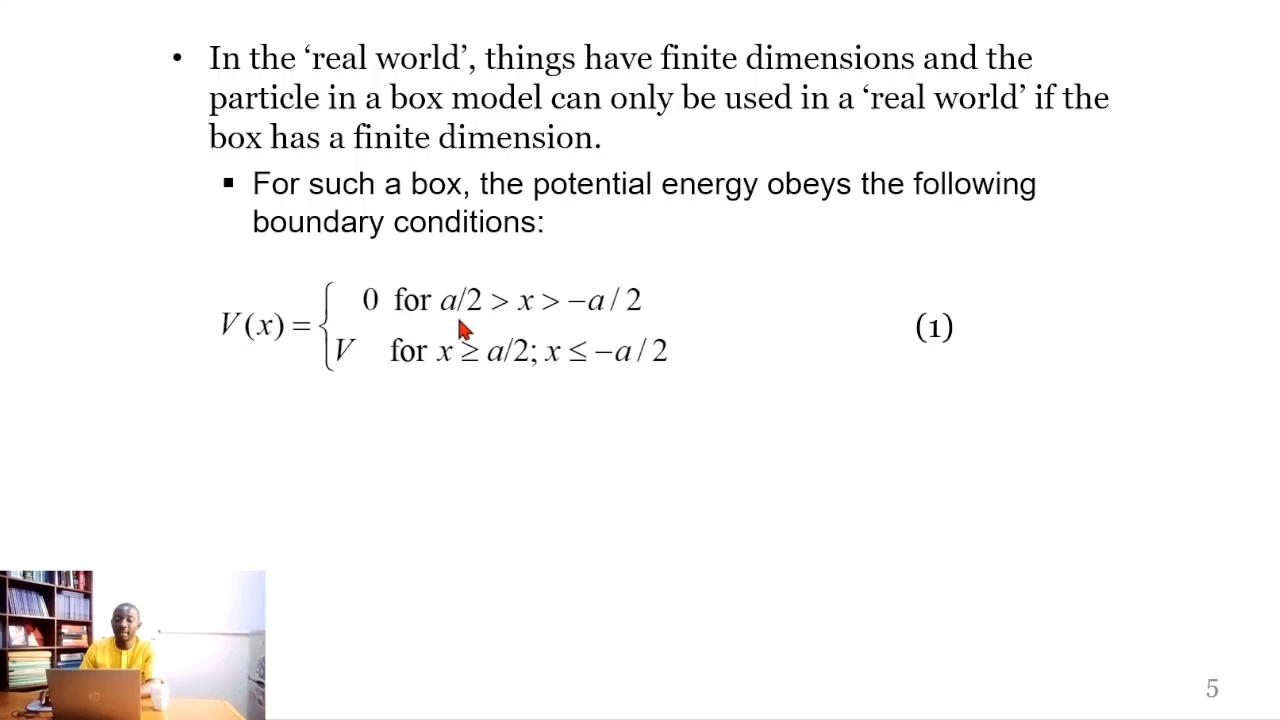 • In the ‘real world’, things have finite dimensions and the
particle in a box model can only be used in a ‘real world’ if the
box has a finite dimension.
▪ For such a box, the potential energy obeys the following
boundary conditions:
0 for a/2 > x > −a / 2
V(x) = { (1)
V for x ≥ a/2; x ≤ −a / 2
5